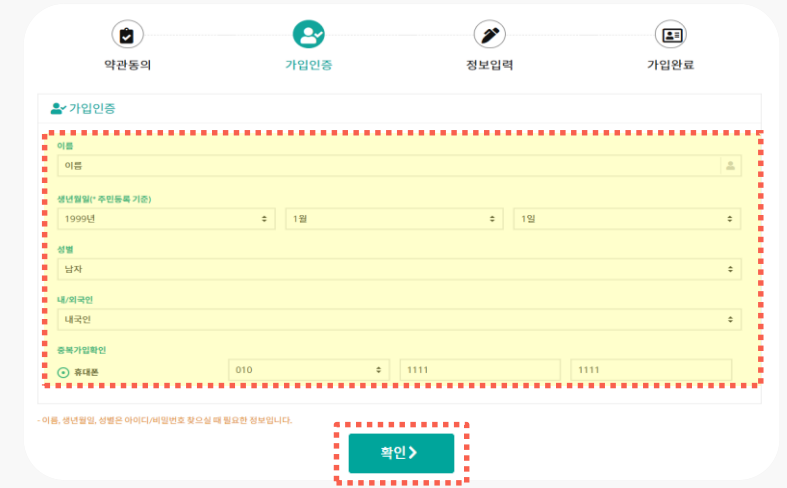 약관동의 가입인증 정보입력 가입완료
가입인증
이름
이름
생년월일(* 주민등록 기준)
1999년 1월 1일
성별
남자
내/외국인
내국인
중복가입확인
휴대폰 010 1111 1111
- 이름, 생년월일, 성별은 아이디/비밀번호 찾으실 때 필요한 정보입니다.
확인